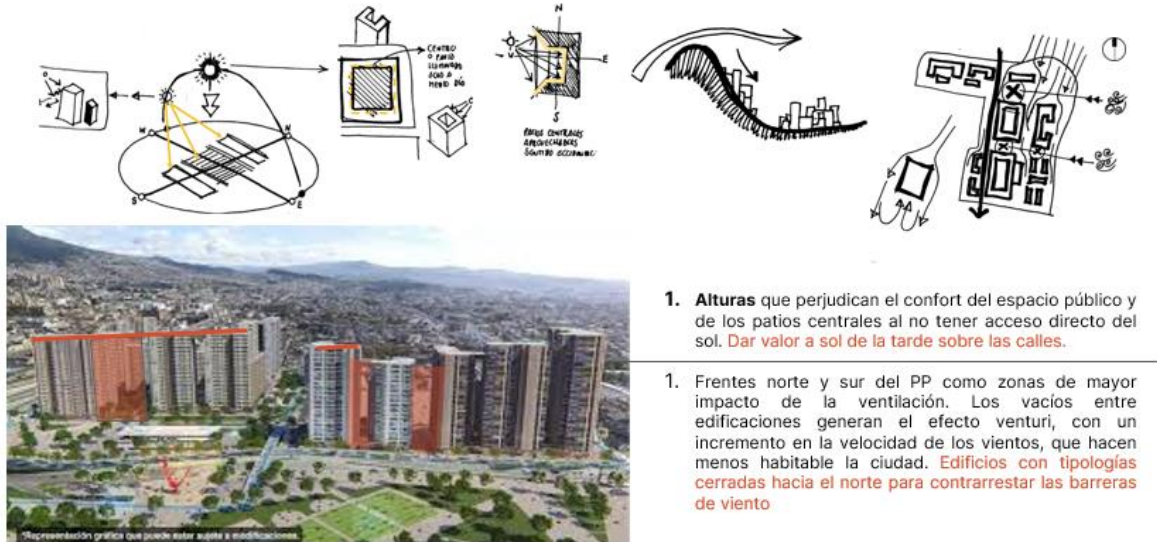 N
CENTRO
O PATIO
ILUMINADO
SOLO A
MEDIO DÍA
E
S
PATIOS CENTRALES
APROVECHADOS
SENTIDO
N
S
E
1. Alturas que perjudican el confort del espacio público y
de los patios centrales al no tener acceso directo del
sol. Dar valor a sol de la tarde sobre las calles.
1. Frentes norte y sur del PP como zonas de mayor
impacto de la ventilación. Los vacíos entre
edificaciones generan el efecto venturi, con un
incremento en la velocidad de los vientos, que hacen
menos habitable la ciudad. Edificios con tipologías
cerradas hacia el norte para contrarrestar las barreras
de viento
*Representación gráfica que puede estar sujeta a modificaciones.